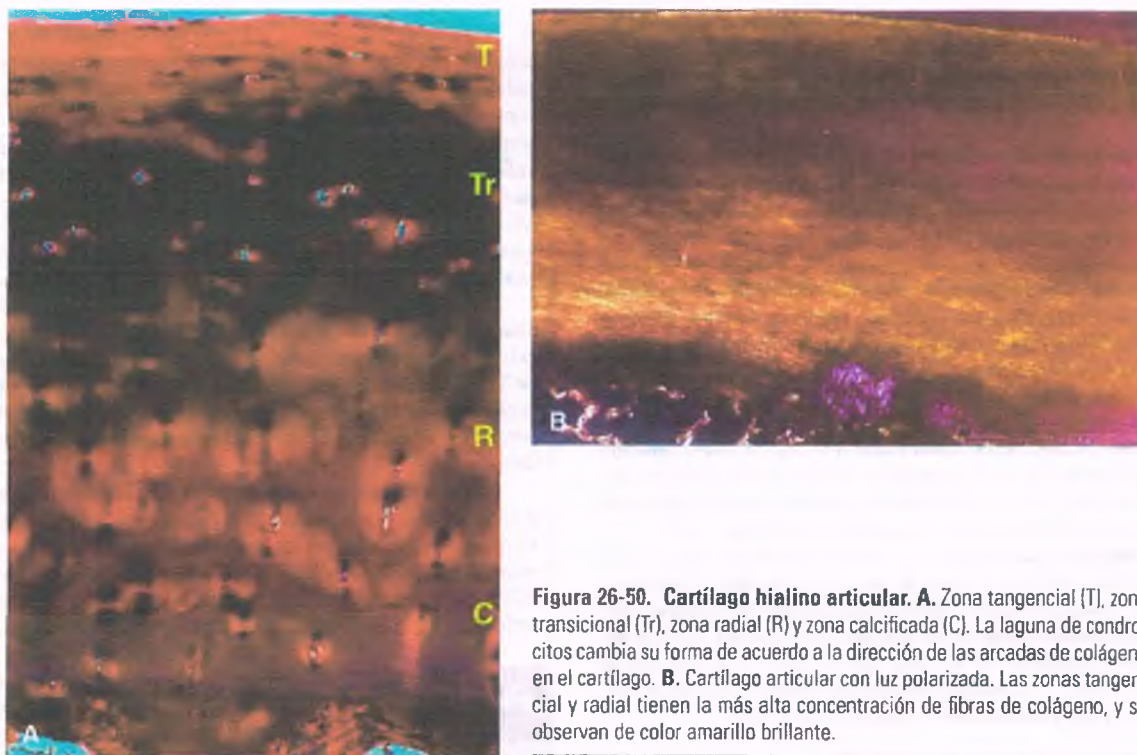 T
Tr
R
C
A
B
Figura 26-50. Cartílago hialino articular. A. Zona tangencial (T), zon
transicional (Tr), zona radial (R) y zona calcificada (C). La laguna de condro
citos cambia su forma de acuerdo a la dirección de las arcadas de colágen
en el cartílago. B. Cartílago articular con luz polarizada. Las zonas tangen
cial y radial tienen la más alta concentración de fibras de colágeno, y s
observan de color amarillo brillante.